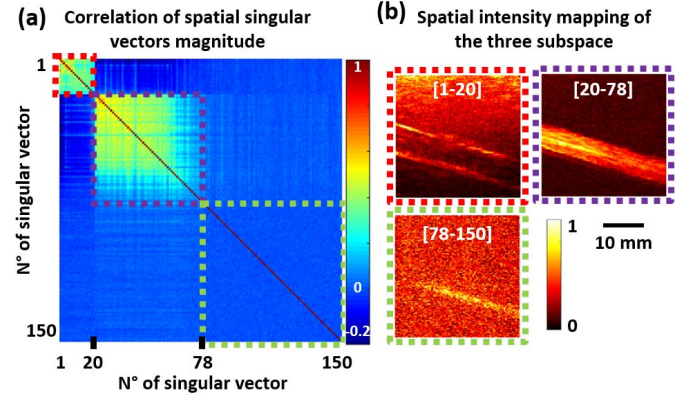 (a)
Correlation of spatial singular
vectors magnitude
1
150
N° of singular vector
1 20 78 150
N° of singular vector
1
0
-0.2
(b)
Spatial intensity mapping of
the three subspace
[1-20]
[20-78]
[78-150]
1
0
10 mm